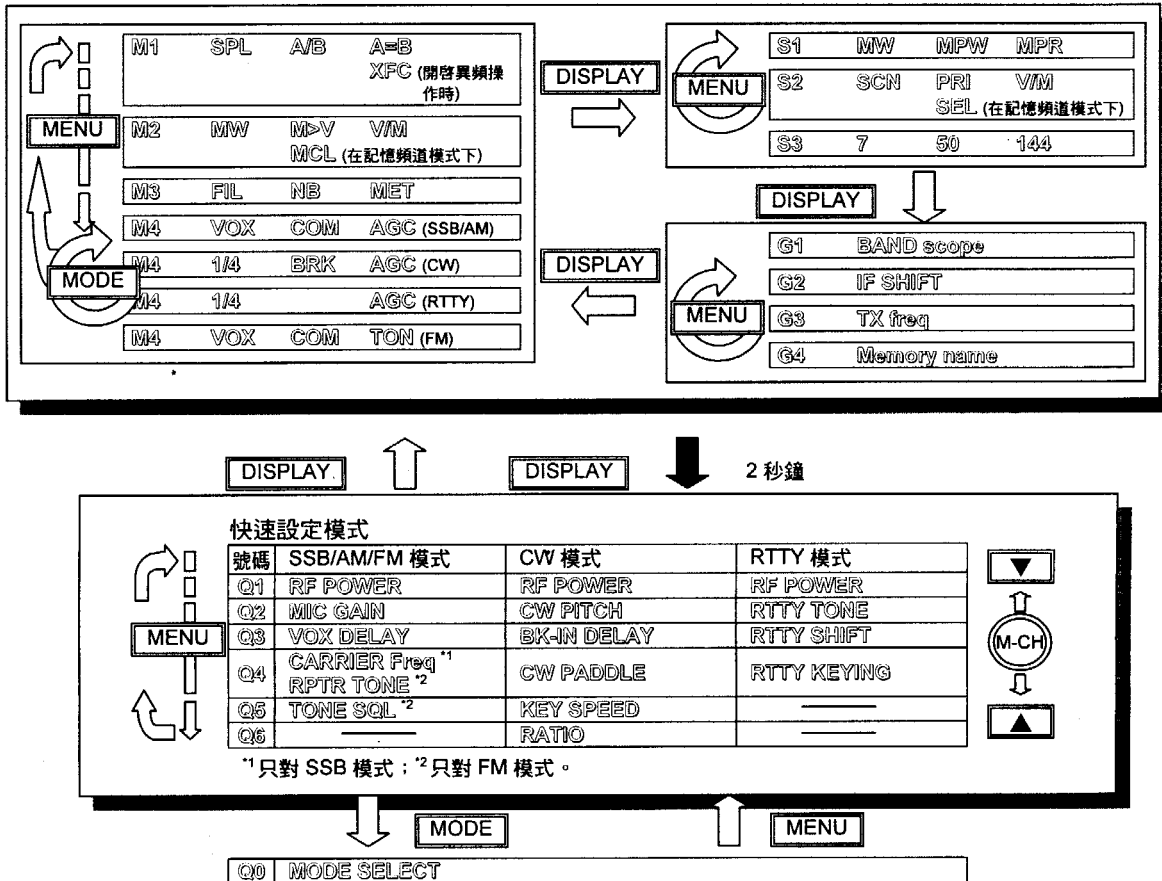 M1 SPL A/B A=B
XFC (開啓異頻操
作時)
MENU
M2 MW M>V V/M
MCL (在記憶頻道模式下)
M3 FIL NB MET
M4 VOX COM AGC (SSB/AM)
M4 1/4 BRK AGC (CW)
MODE
M4 1/4 AGC (RTTY)
M4 VOX COM TON (FM)
DISPLAY
S1 MW MPW MPR
MENU
S2 SCN PRI V/M
SEL (在記憶頻道模式下)
S3 7 50 144
DISPLAY
DISPLAY
G1 BAND scope
G2 IF SHIFT
MENU
G3 TX freq
G4 Memory name
DISPLAY DISPLAY 2 秒鐘
快速設定模式
號碼 SSB/AM/FM 模式 CW 模式 RTTY 模式
Q1 RF POWER RF POWER RF POWER
Q2 MIC GAIN CW PITCH RTTY TONE
Q3 VOX DELAY BK-IN DELAY RTTY SHIFT
Q4 CARRIER Freq *1
RPTR TONE *2 CW PADDLE RTTY KEYING
Q5 TONE SQL *2 KEY SPEED
Q6 RATIO
MENU
▼
M-CH
▲
*1 只對 SSB 模式；*2 只對 FM 模式。
MODE MENU
Q0 MODE SELECT